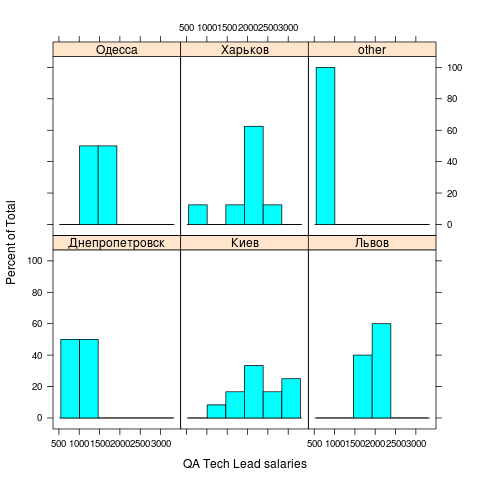 500 1000 1500 2000 2500 3000
Одесса Харьков other
100
80
60
40
20
0
Percent of Total
Днепропетровск Киев Львов
100
80
60
40
20
0
500 1000 1500 2000 2500 3000 500 1000 1500 2000 2500 3000
QA Tech Lead salaries